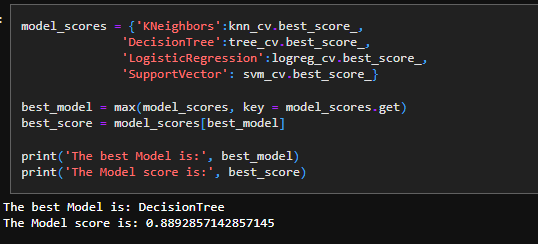 model_scores = {'KNeighbors':knn_cv.best_score_,
'DecisionTree':tree_cv.best_score_,
'LogisticRegression':logreg_cv.best_score_,
'SupportVector': svm_cv.best_score_}
best_model = max(model_scores, key = model_scores.get)
best_score = model_scores[best_model]
print('The best Model is:', best_model)
print('The Model score is:', best_score)
The best Model is: DecisionTree
The Model score is: 0.8892857142857145